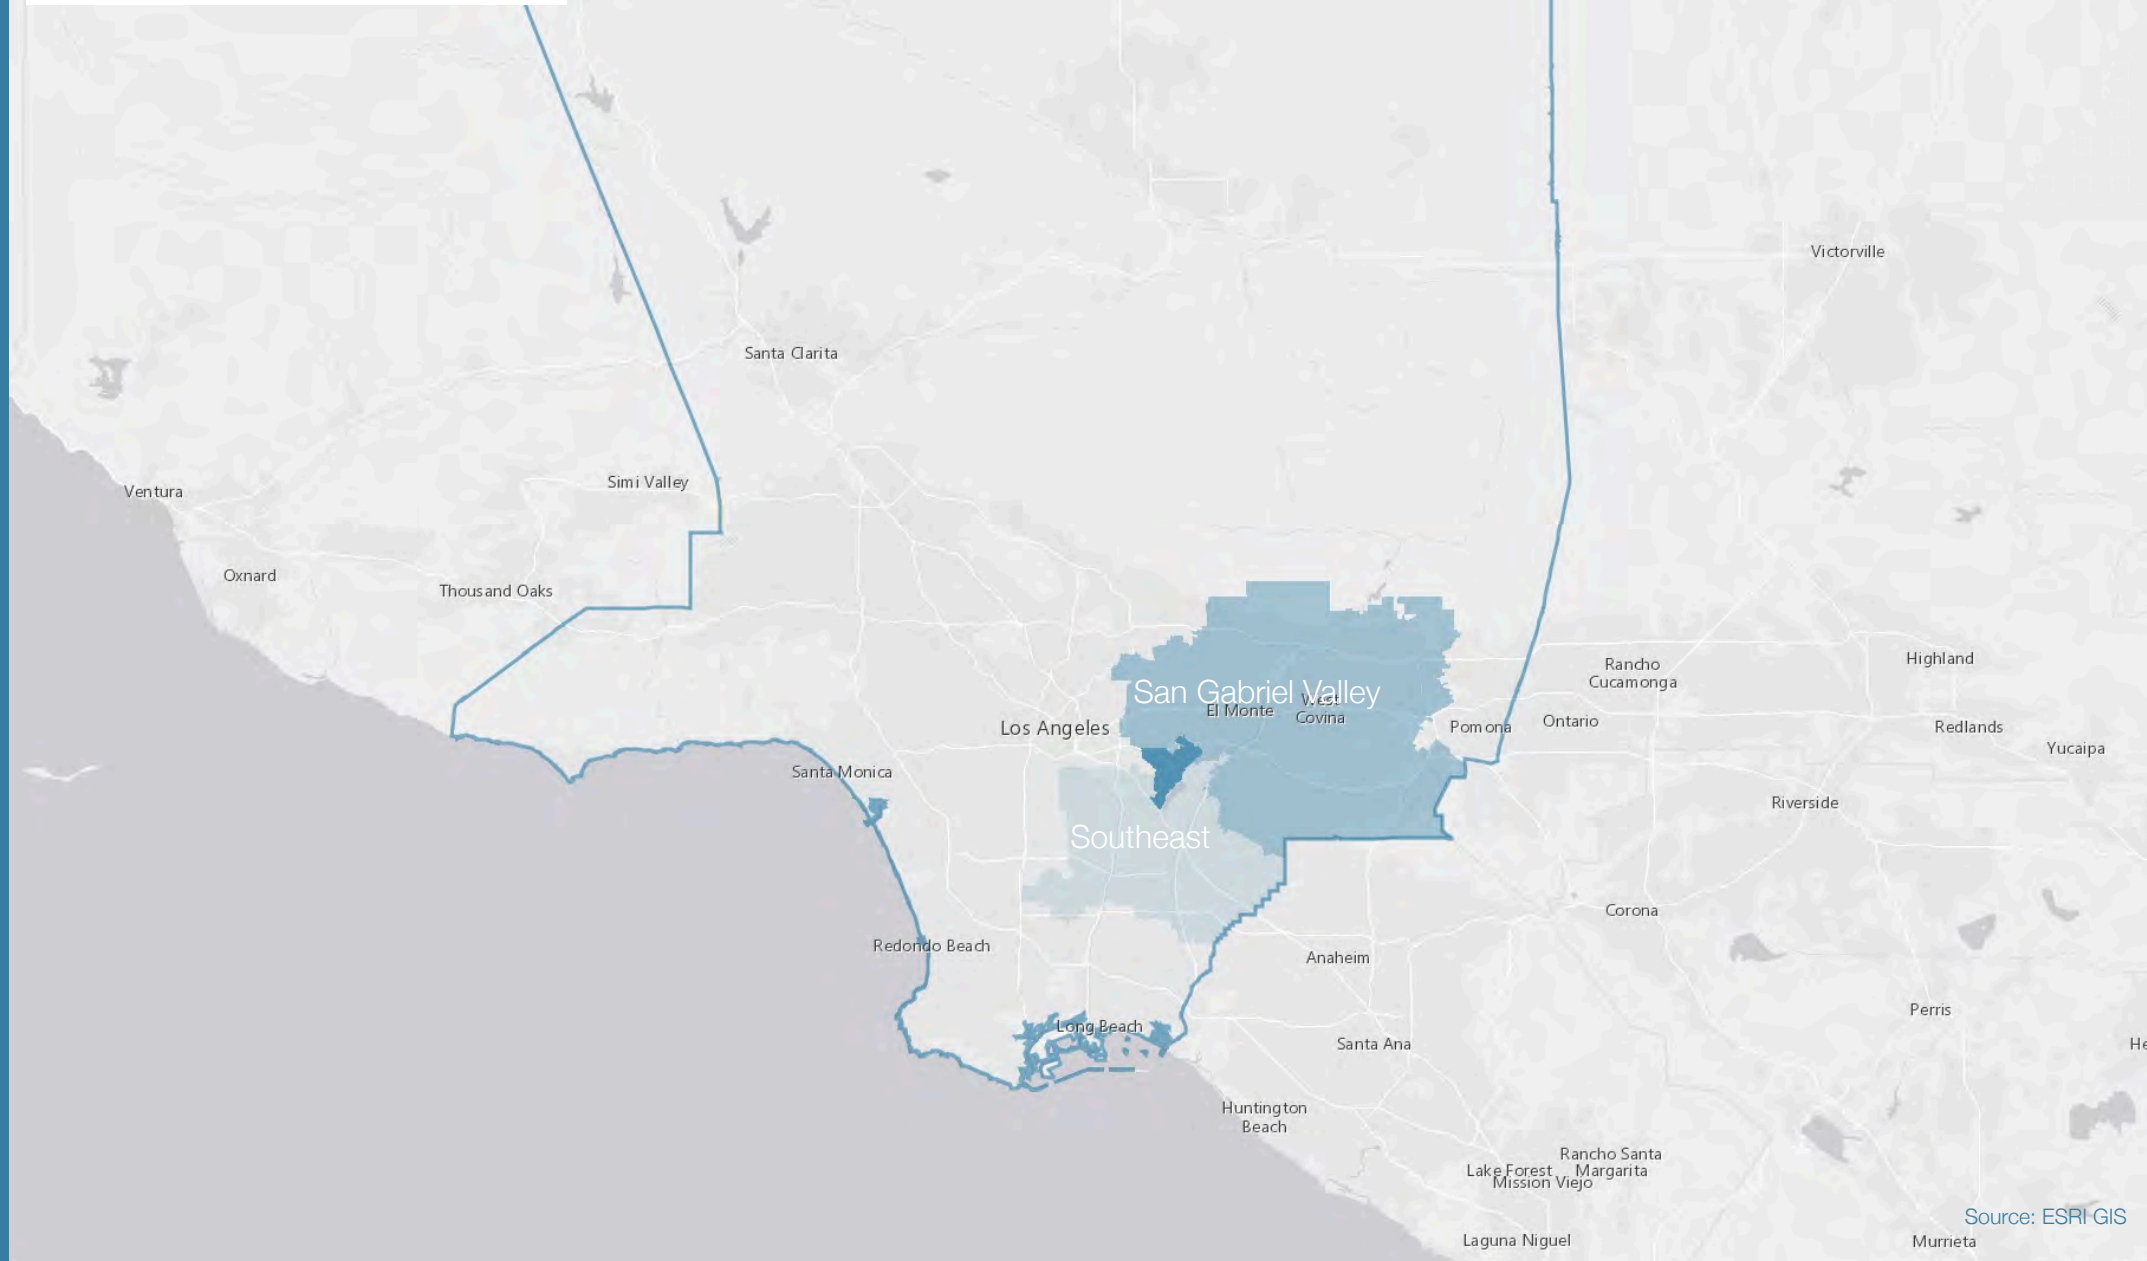 Victorville
Santa Clarita
Simi Valley
Ventura
Oxnard
Thousand Oaks
Rancho
Cucamonga
Highland
San Gabriel Valley
West
Covina
El Monte
Los Angeles
Pomona
Ontario
Redlands
Yucaipa
Santa Monica
Riverside
Southeast
Corona
Redondo Beach
Anaheim
Perris
Long Beach
Santa Ana
He
Huntington
Beach
Rancho Santa
Margarita
Lake Forest
Mission Viejo
Source: ESRI GIS
Laguna Niguel
Murrieta